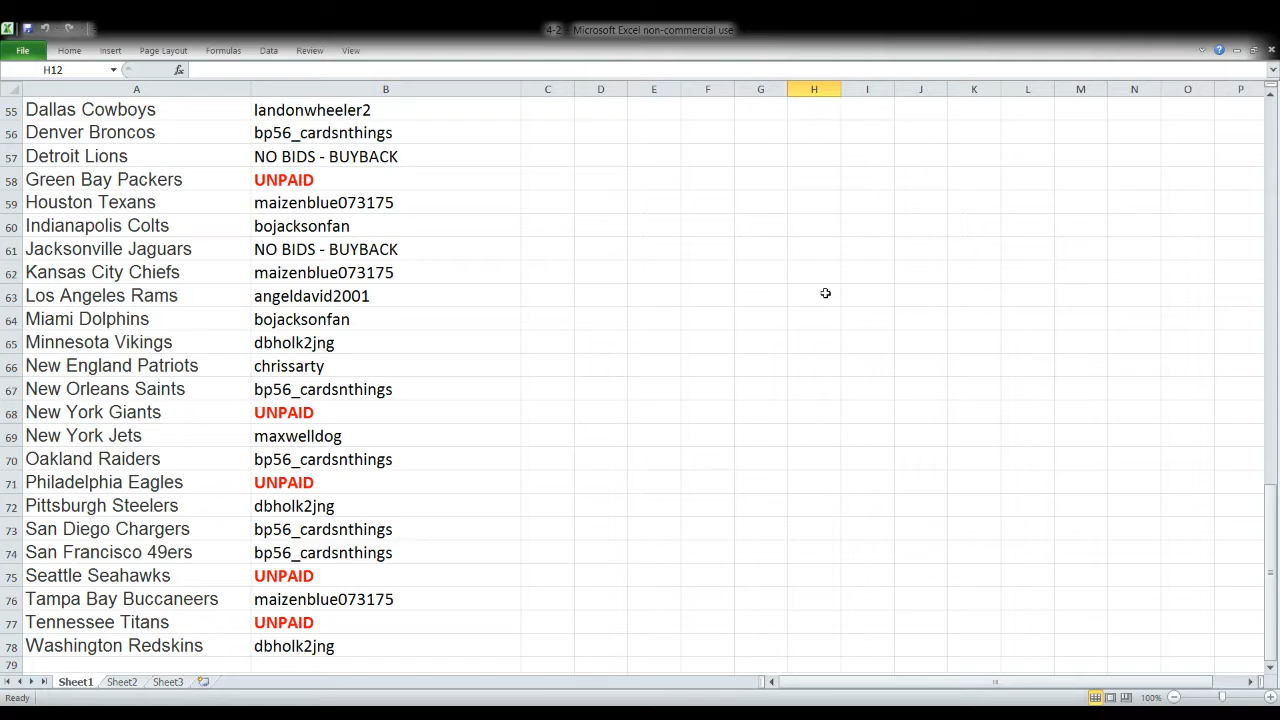 4-2 - Microsoft Excel non-commercial use
File Home Insert Page Layout Formulas Data Review View
H12 fx
A B C D E F G H I J K L M N O P
55 Dallas Cowboys landonwheeler2
56 Denver Broncos bp56_cardsnthings
57 Detroit Lions NO BIDS - BUYBACK
58 Green Bay Packers UNPAID
59 Houston Texans maizenblue073175
60 Indianapolis Colts bojacksonfan
61 Jacksonville Jaguars NO BIDS - BUYBACK
62 Kansas City Chiefs maizenblue073175
63 Los Angeles Rams angeldavid2001
64 Miami Dolphins bojacksonfan
65 Minnesota Vikings dbholk2jng
66 New England Patriots chrissarty
67 New Orleans Saints bp56_cardsnthings
68 New York Giants UNPAID
69 New York Jets maxwelldog
70 Oakland Raiders bp56_cardsnthings
71 Philadelphia Eagles UNPAID
72 Pittsburgh Steelers dbholk2jng
73 San Diego Chargers bp56_cardsnthings
74 San Francisco 49ers bp56_cardsnthings
75 Seattle Seahawks UNPAID
76 Tampa Bay Buccaneers maizenblue073175
77 Tennessee Titans UNPAID
78 Washington Redskins dbholk2jng
79
Sheet1 Sheet2 Sheet3
Ready 100%